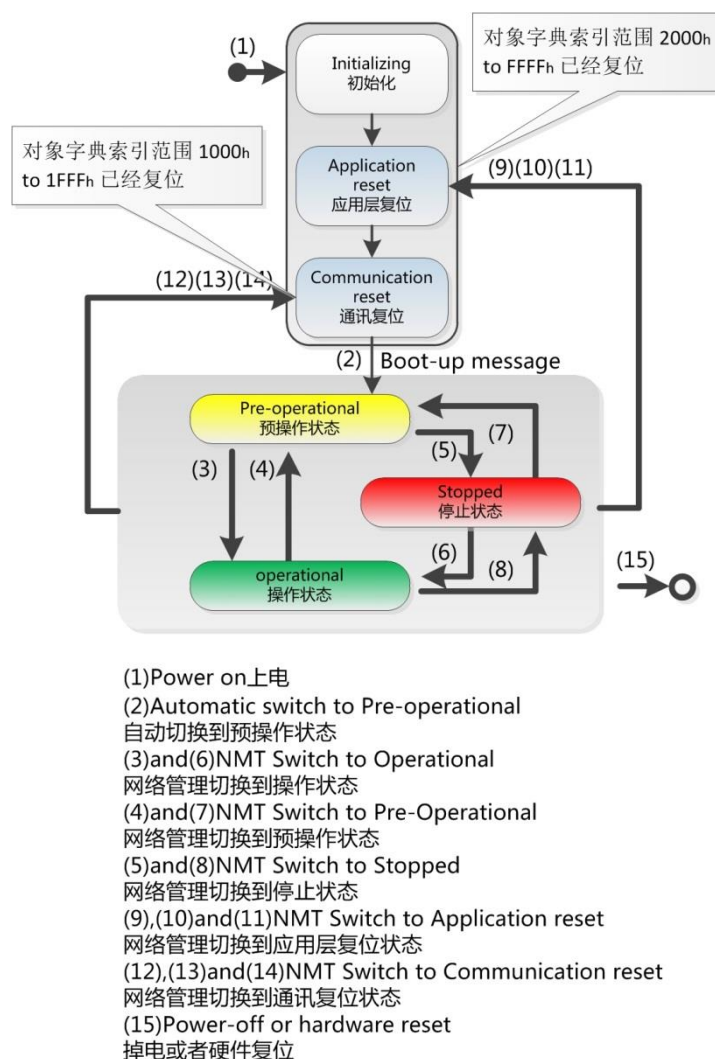 (1)
Initializing
初始化
对象字典索引范围 2000h
to FFFFh 已经复位
对象字典索引范围 1000h
to 1FFFh 已经复位
Application
reset
应用层复位
(9)(10)(11)
Communication
reset
通讯复位
(12)(13)(14)
(2)
Boot-up message
Pre-operational
预操作状态
(7)
(5)
(3)
(4)
Stopped
停止状态
(6)
(8)
operational
操作状态
(15)
(1)Power on上电
(2)Automatic switch to Pre-operational
自动切换到预操作状态
(3)and(6)NMT Switch to Operational
网络管理切换到操作状态
(4)and(7)NMT Switch to Pre-Operational
网络管理切换到预操作状态
(5)and(8)NMT Switch to Stopped
网络管理切换到停止状态
(9),(10)and(11)NMT Switch to Application reset
网络管理切换到应用层复位状态
(12),(13)and(14)NMT Switch to Communication reset
网络管理切换到通讯复位状态
(15)Power-off or hardware reset
掉电或者硬件复位